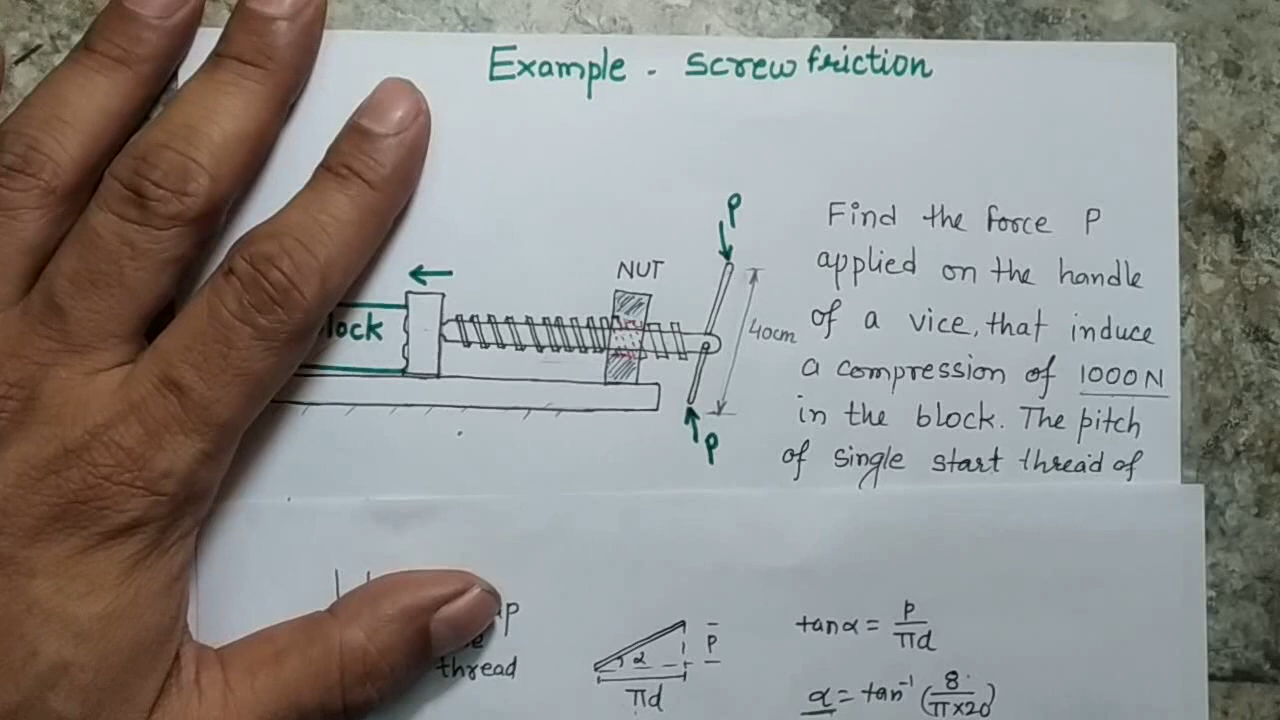 Example - Screw friction
P
NUT
lock
40cm
P
Find the force P
applied on the handle
of a vice, that induce
a compression of 1000N
in the block. The pitch
of single start thread of
thread
α
P
πd
tanα = P/πd
α = tan⁻¹ (8/π×20)